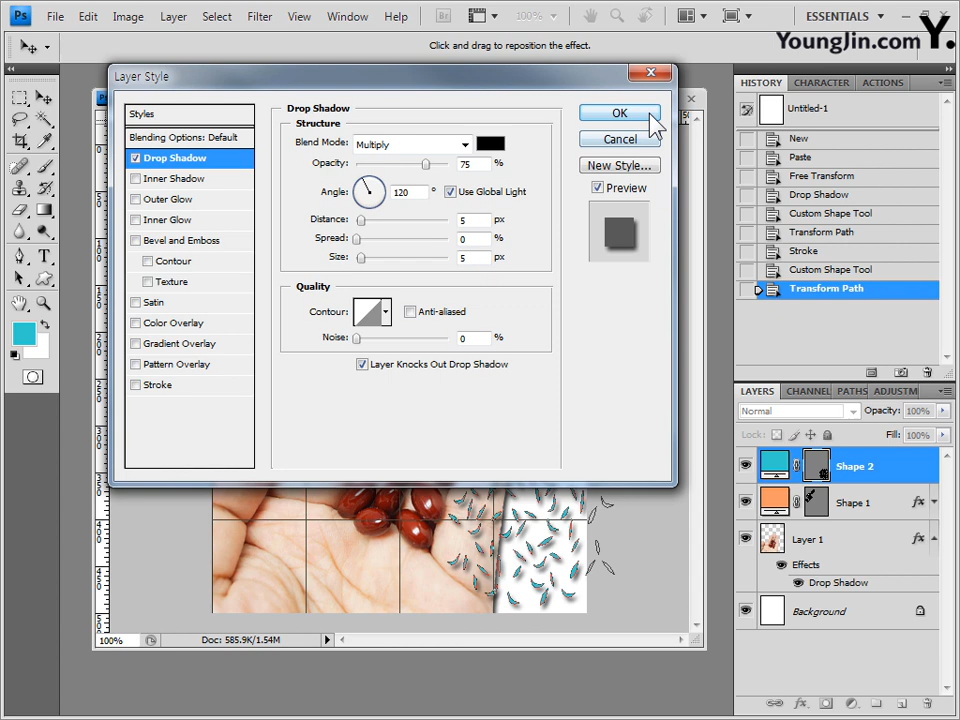 Ps File Edit Image Layer Select Filter View Window Help Br 100% ESSENTIALS
Click and drag to reposition the effect.
YoungJin.com Y.
Layer Style
Styles
Blending Options: Default
Drop Shadow
Inner Shadow
Outer Glow
Inner Glow
Bevel and Emboss
Contour
Texture
Satin
Color Overlay
Gradient Overlay
Pattern Overlay
Stroke
Drop Shadow
Structure
Blend Mode: Multiply
Opacity: 75 %
Angle: 120 ° Use Global Light
Distance: 5 px
Spread: 0 %
Size: 5 px
Quality
Contour: Anti-aliased
Noise: 0 %
Layer Knocks Out Drop Shadow
OK
Cancel
New Style...
Preview
HISTORY CHARACTER ACTIONS
Untitled-1
New
Paste
Free Transform
Drop Shadow
Custom Shape Tool
Transform Path
Stroke
Custom Shape Tool
Transform Path
LAYERS CHANNEL PATHS ADJUSTM
Normal Opacity: 100%
Lock: Fill: 100%
Shape 2
Shape 1 fx
Layer 1 fx
Effects
Drop Shadow
Background
100% Doc: 585.9K/1.54M